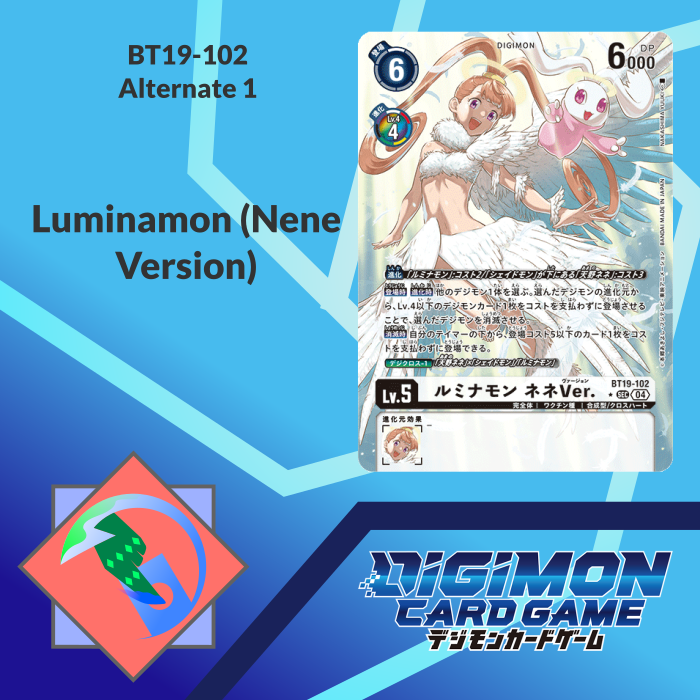 BT19-102
Alternate 1
Luminamon (Nene
Version)
登場
6
DIGIMON
DP
6000
進化
Lv.4
4
進化 「ルミナモン」:コスト2/「シェイドモン」が下にある「天野ネネ」:コスト3
登場時 進化時 他のデジモン1体を選ぶ。選んだデジモンの進化元か
ら、Lv.4以下のデジモンカード1枚をコストを支払わずに登場させる
ことで、選んだデジモンを消滅させる。
消滅時 自分のテイマーの下から、登場コスト5以下のカード1枚をコス
トを支払わずに登場できる。
デジクロス-1 「天野ネネ」×「シェイドモン」/「ルミナモン」
Lv.5
ルミナモン ネネVer.
ヴァージョン
BT19-102
SEC 04
完全体 | ワクチン種 | 合成型/クロスハート
進化元効果
BANDAI MADE IN JAPAN
DIGIMON
CARD GAME
デジモンカードゲーム